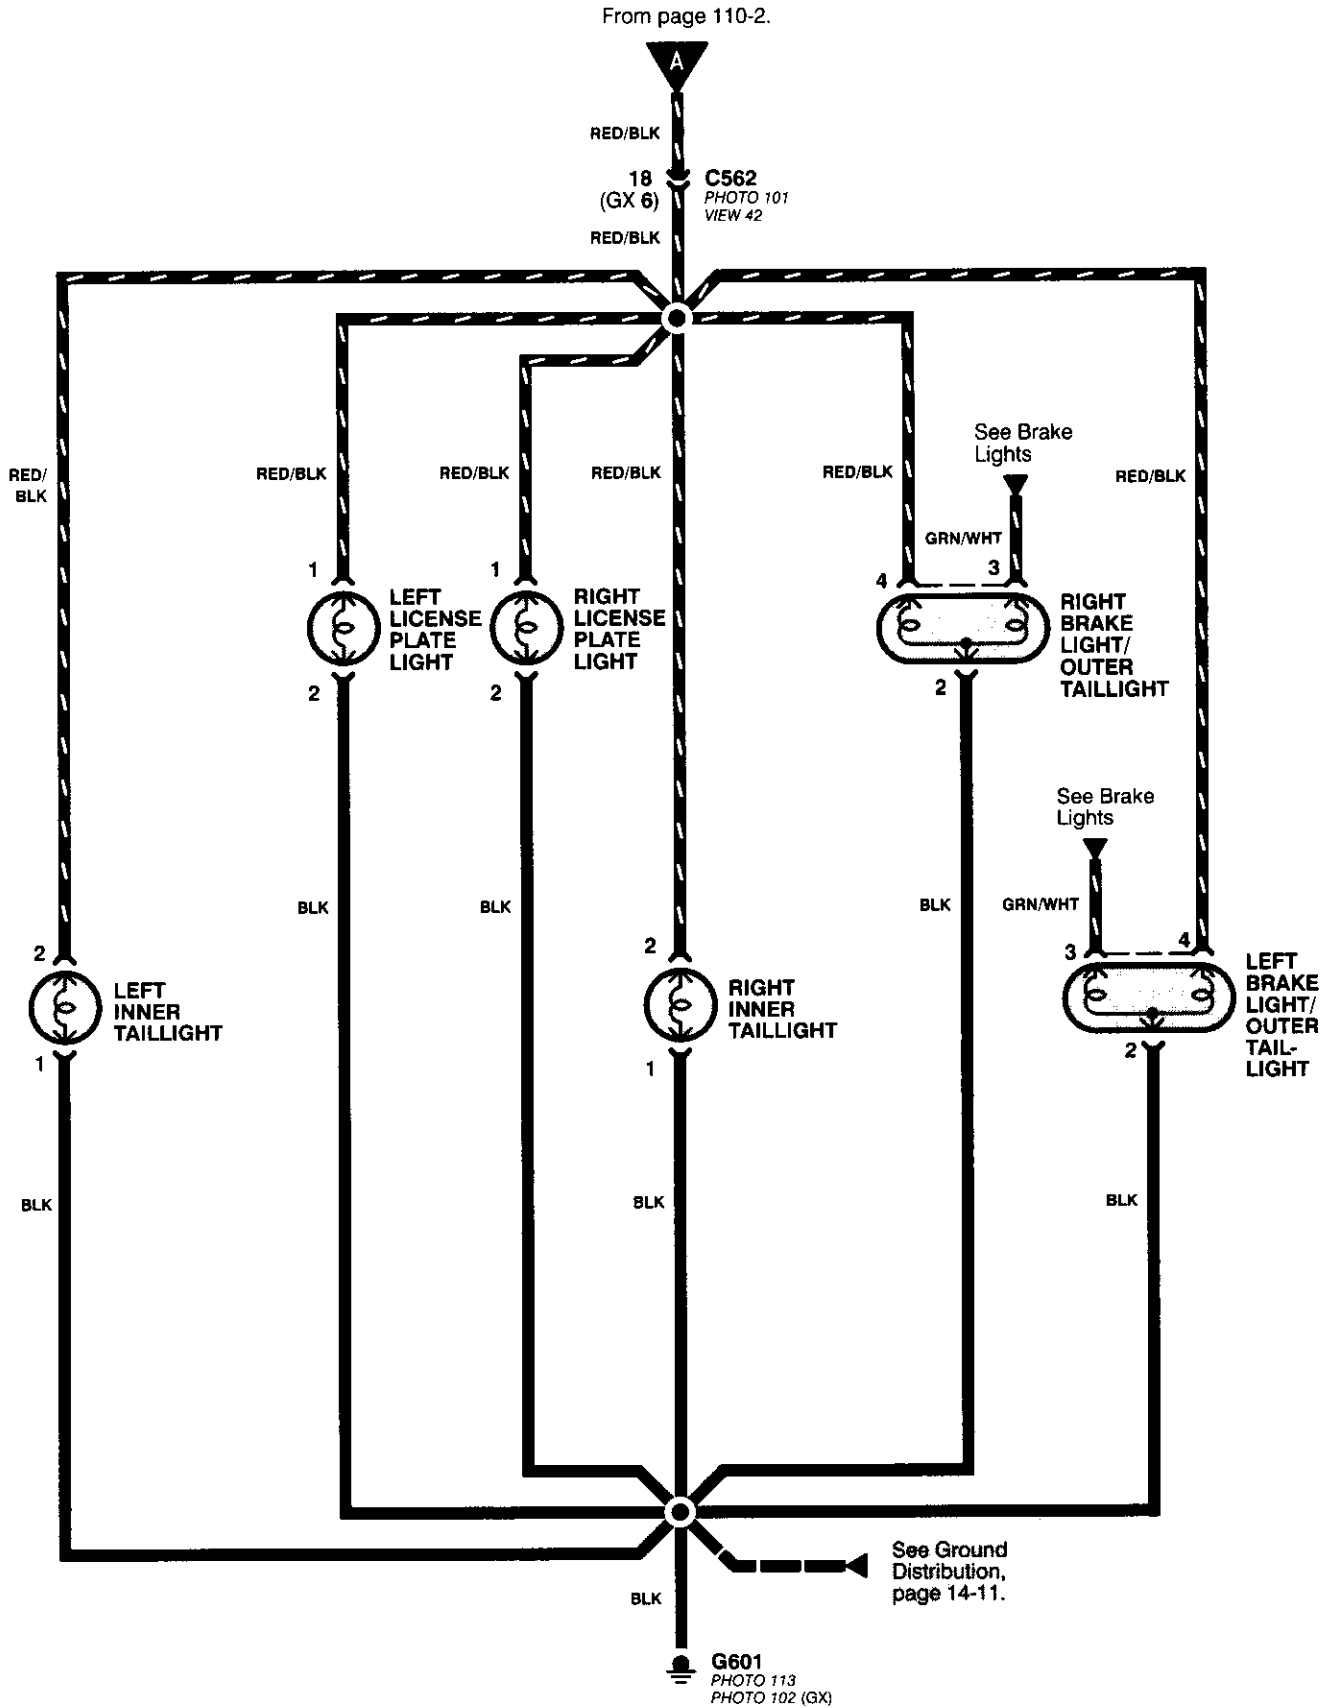 From page 110-2.
A
RED/BLK
18
(GX 6)
C562
PHOTO 101
VIEW 42
RED/BLK
RED/
BLK
RED/BLK
RED/BLK
RED/BLK
RED/BLK
See Brake
Lights
RED/BLK
GRN/WHT
1
1
4
3
LEFT
LICENSE
PLATE
LIGHT
RIGHT
LICENSE
PLATE
LIGHT
RIGHT
BRAKE
LIGHT/
OUTER
TAILLIGHT
2
2
2
See Brake
Lights
BLK
BLK
BLK
GRN/WHT
2
2
3
4
LEFT
INNER
TAILLIGHT
RIGHT
INNER
TAILLIGHT
LEFT
BRAKE
LIGHT/
OUTER
TAIL-
LIGHT
1
1
2
BLK
BLK
BLK
See Ground
Distribution,
page 14-11.
BLK
G601
PHOTO 113
PHOTO 102 (GX)